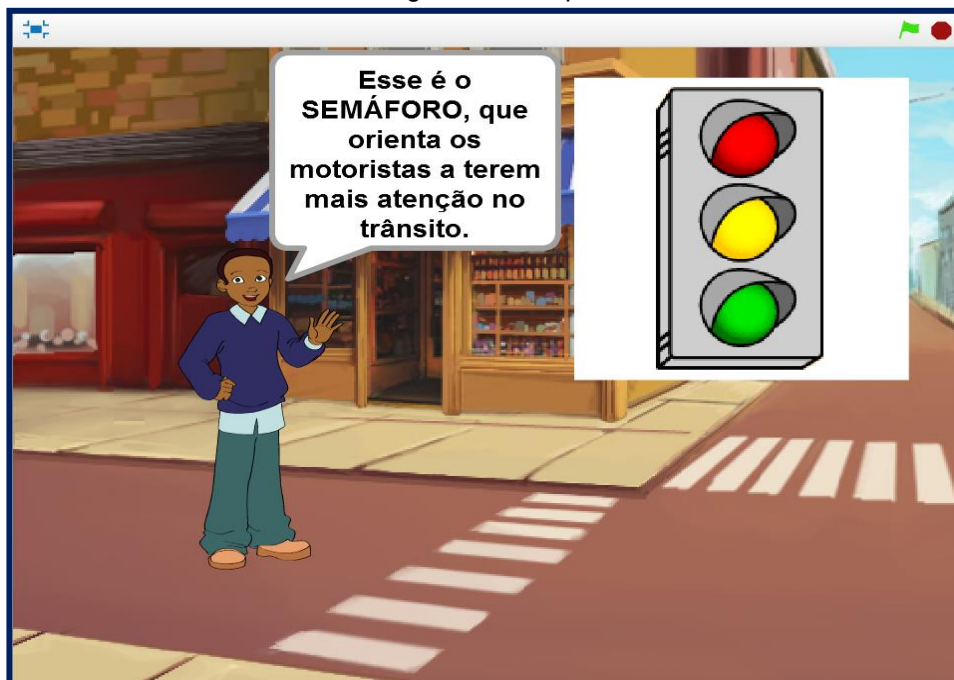 Esse é o
SEMÁFORO, que
orienta os
motoristas a terem
mais atenção no
trânsito.